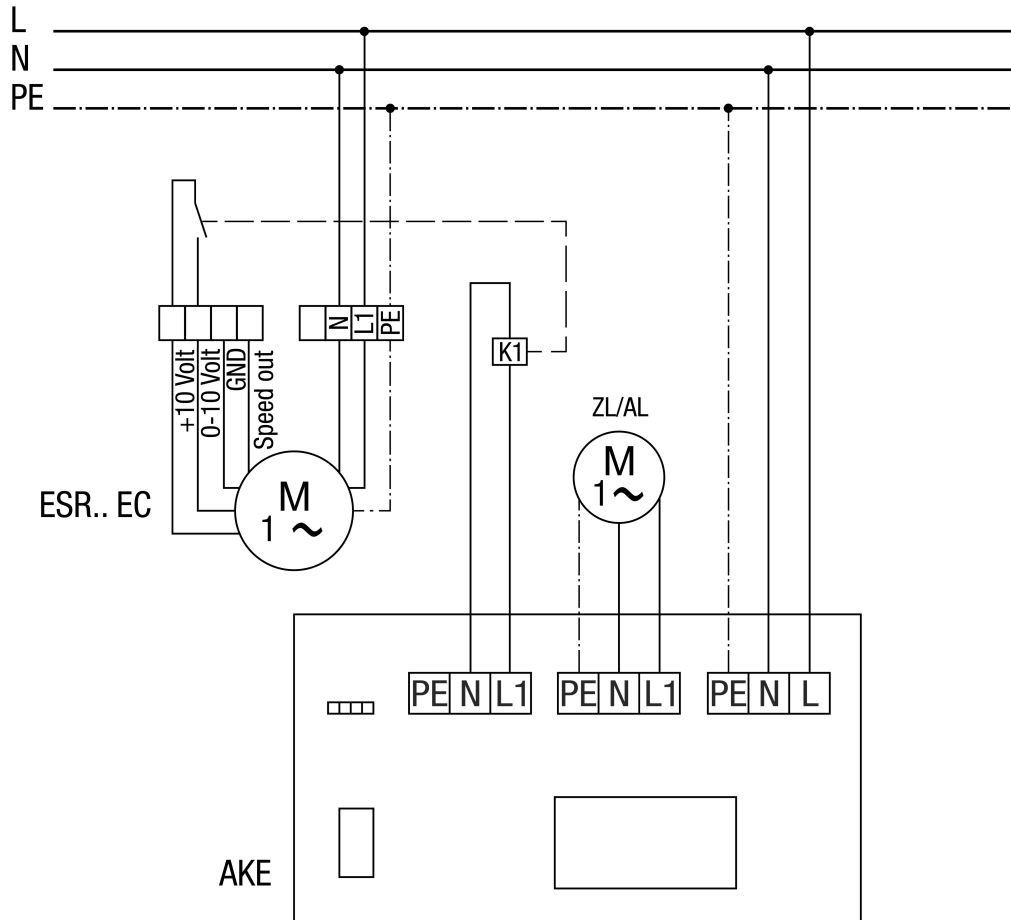 L
N
PE
N
L1
PE
+10 Volt
0-10 Volt
GND
Speed out
K1
ZL/AL
M
1 ~
ESR.. EC
M
1 ~
PE N L1
PE N L1
PE N L
AKE